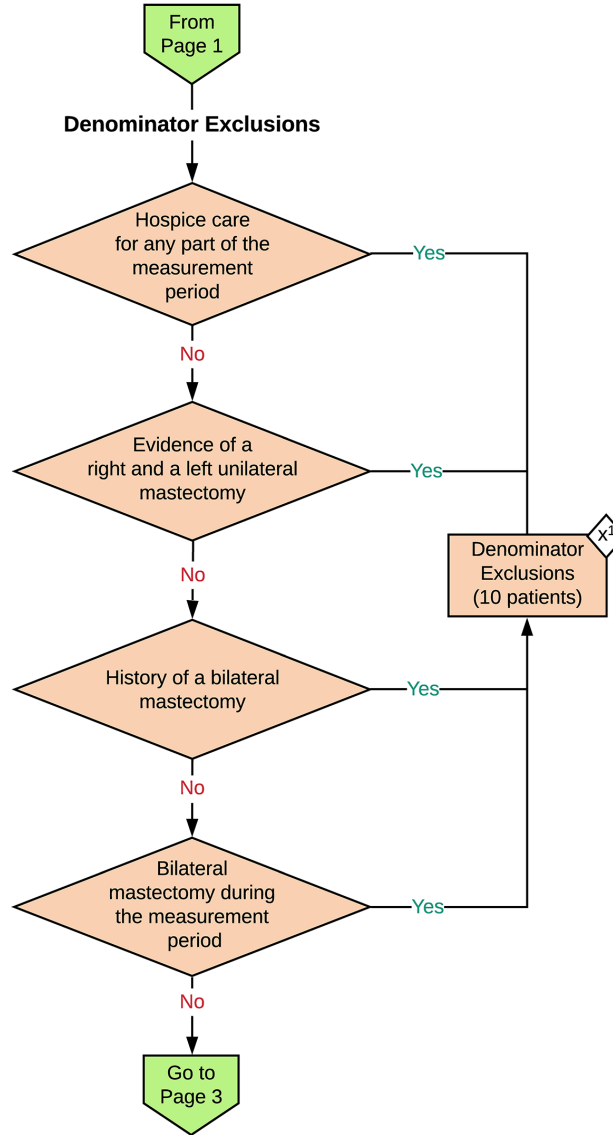 From
Page 1
Denominator Exclusions
Hospice care
for any part of the
measurement
period
Yes
No
Evidence of a
right and a left unilateral
mastectomy
Yes
x¹
Denominator
Exclusions
(10 patients)
No
History of a bilateral
mastectomy
Yes
No
Bilateral
mastectomy during
the measurement
period
Yes
No
Go to
Page 3